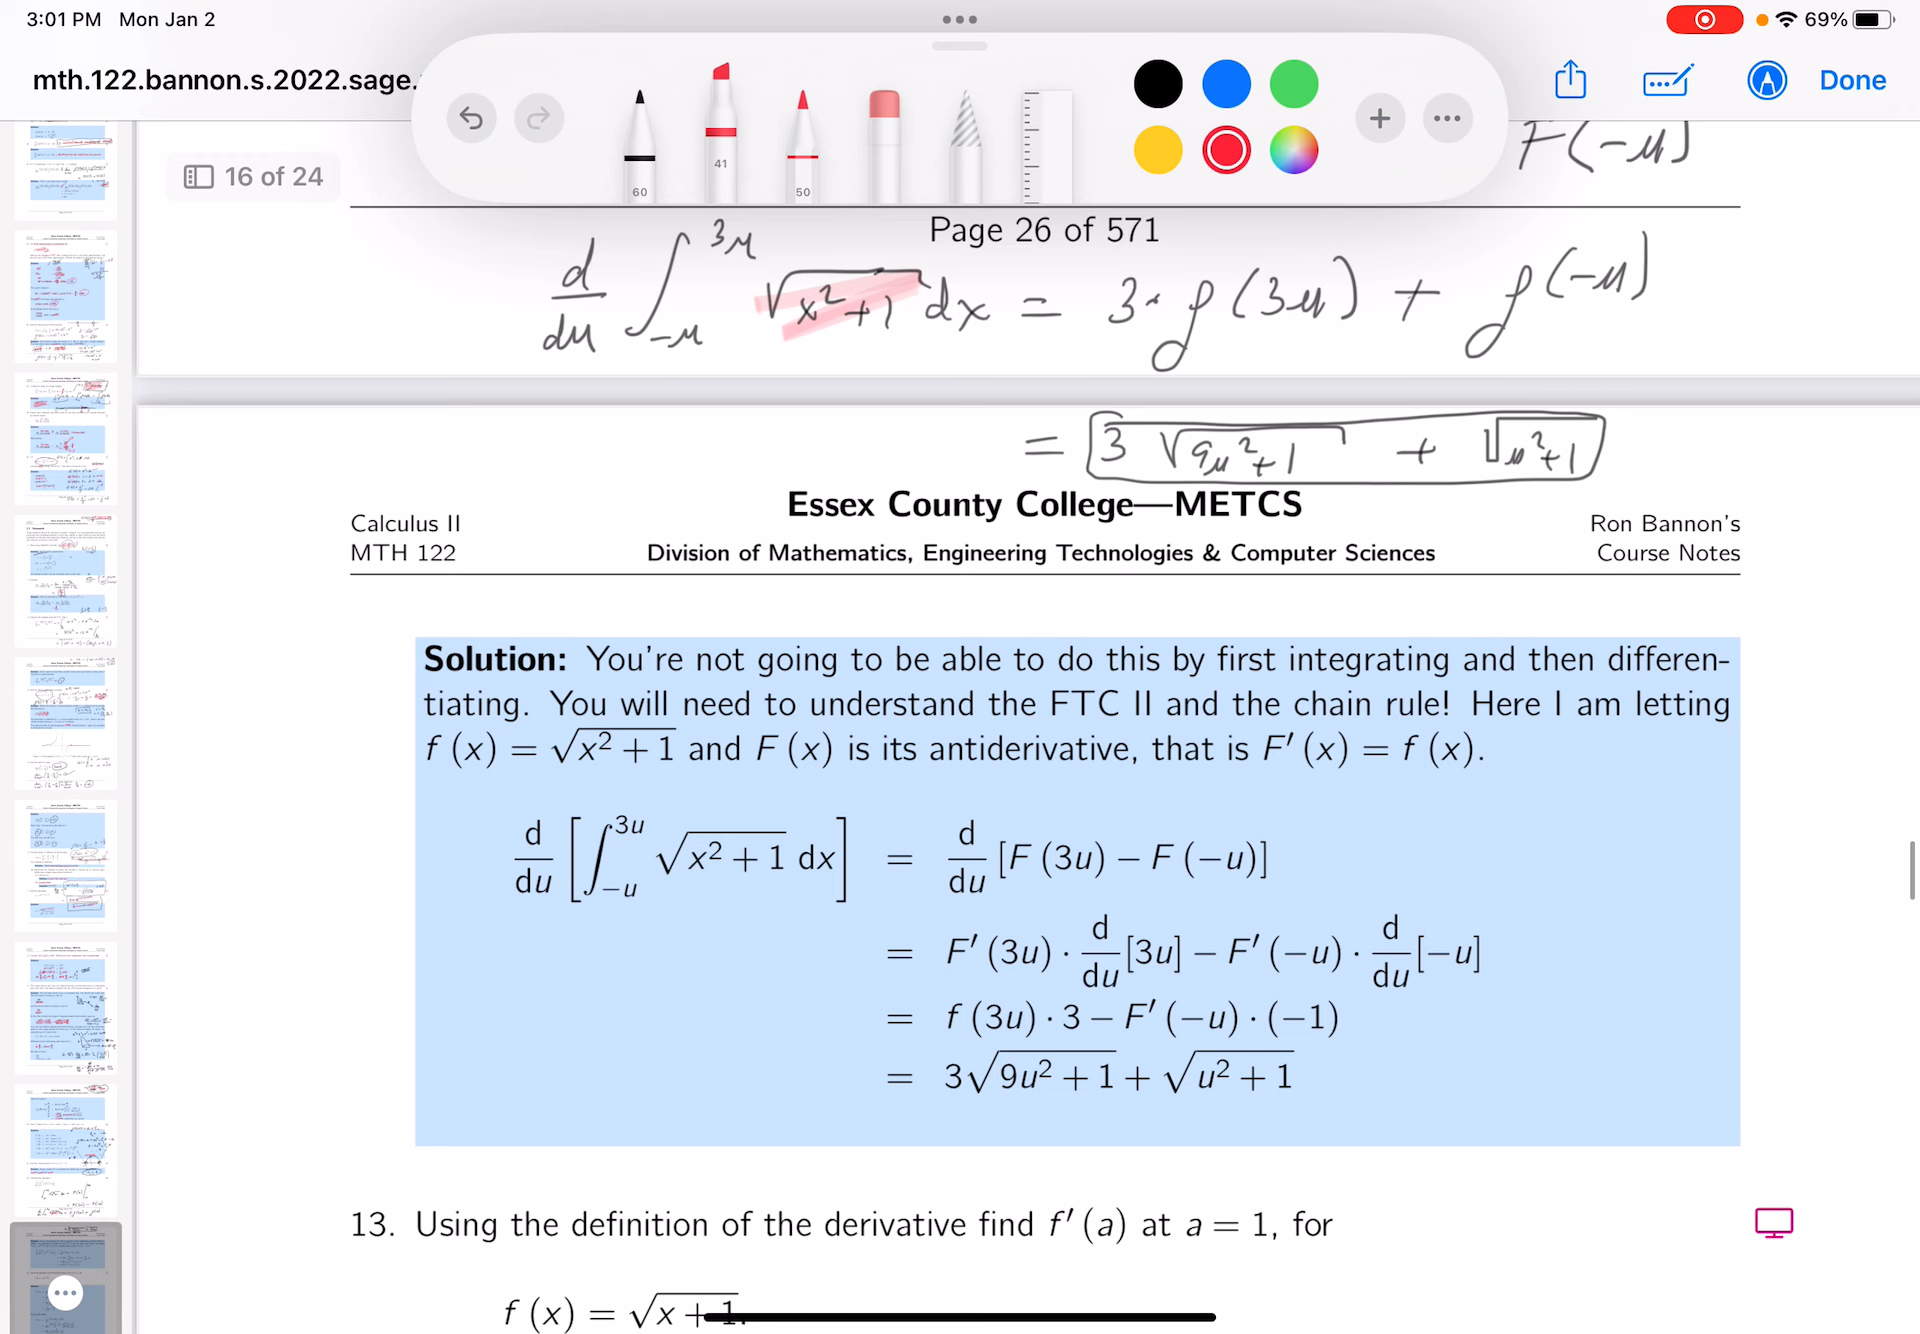 3:01 PM Mon Jan 2
69%
mth.122.bannon.s.2022.sage.
60
41
50
Done
16 of 24
F(-u)
Page 26 of 571
d/du ∫_{-u}^{3u} √(x²+1) dx = 3·f(3u) + f(-u)
= 3 √(9u²+1) + √(u²+1)
Essex County College—METCS
Calculus II
MTH 122
Division of Mathematics, Engineering Technologies & Computer Sciences
Ron Bannon's
Course Notes
Solution: You're not going to be able to do this by first integrating and then differen-
tiating. You will need to understand the FTC II and the chain rule! Here I am letting
f (x) = √(x² + 1) and F (x) is its antiderivative, that is F′ (x) = f (x).
d/du [∫_{−u}^{3u} √(x² + 1) dx] = d/du [F (3u) − F (−u)]
= F′ (3u) · d/du [3u] − F′ (−u) · d/du [−u]
= f (3u) · 3 − F′ (−u) · (−1)
= 3√(9u² + 1) + √(u² + 1)
13. Using the definition of the derivative find f′ (a) at a = 1, for
f (x) = √(x + 1).